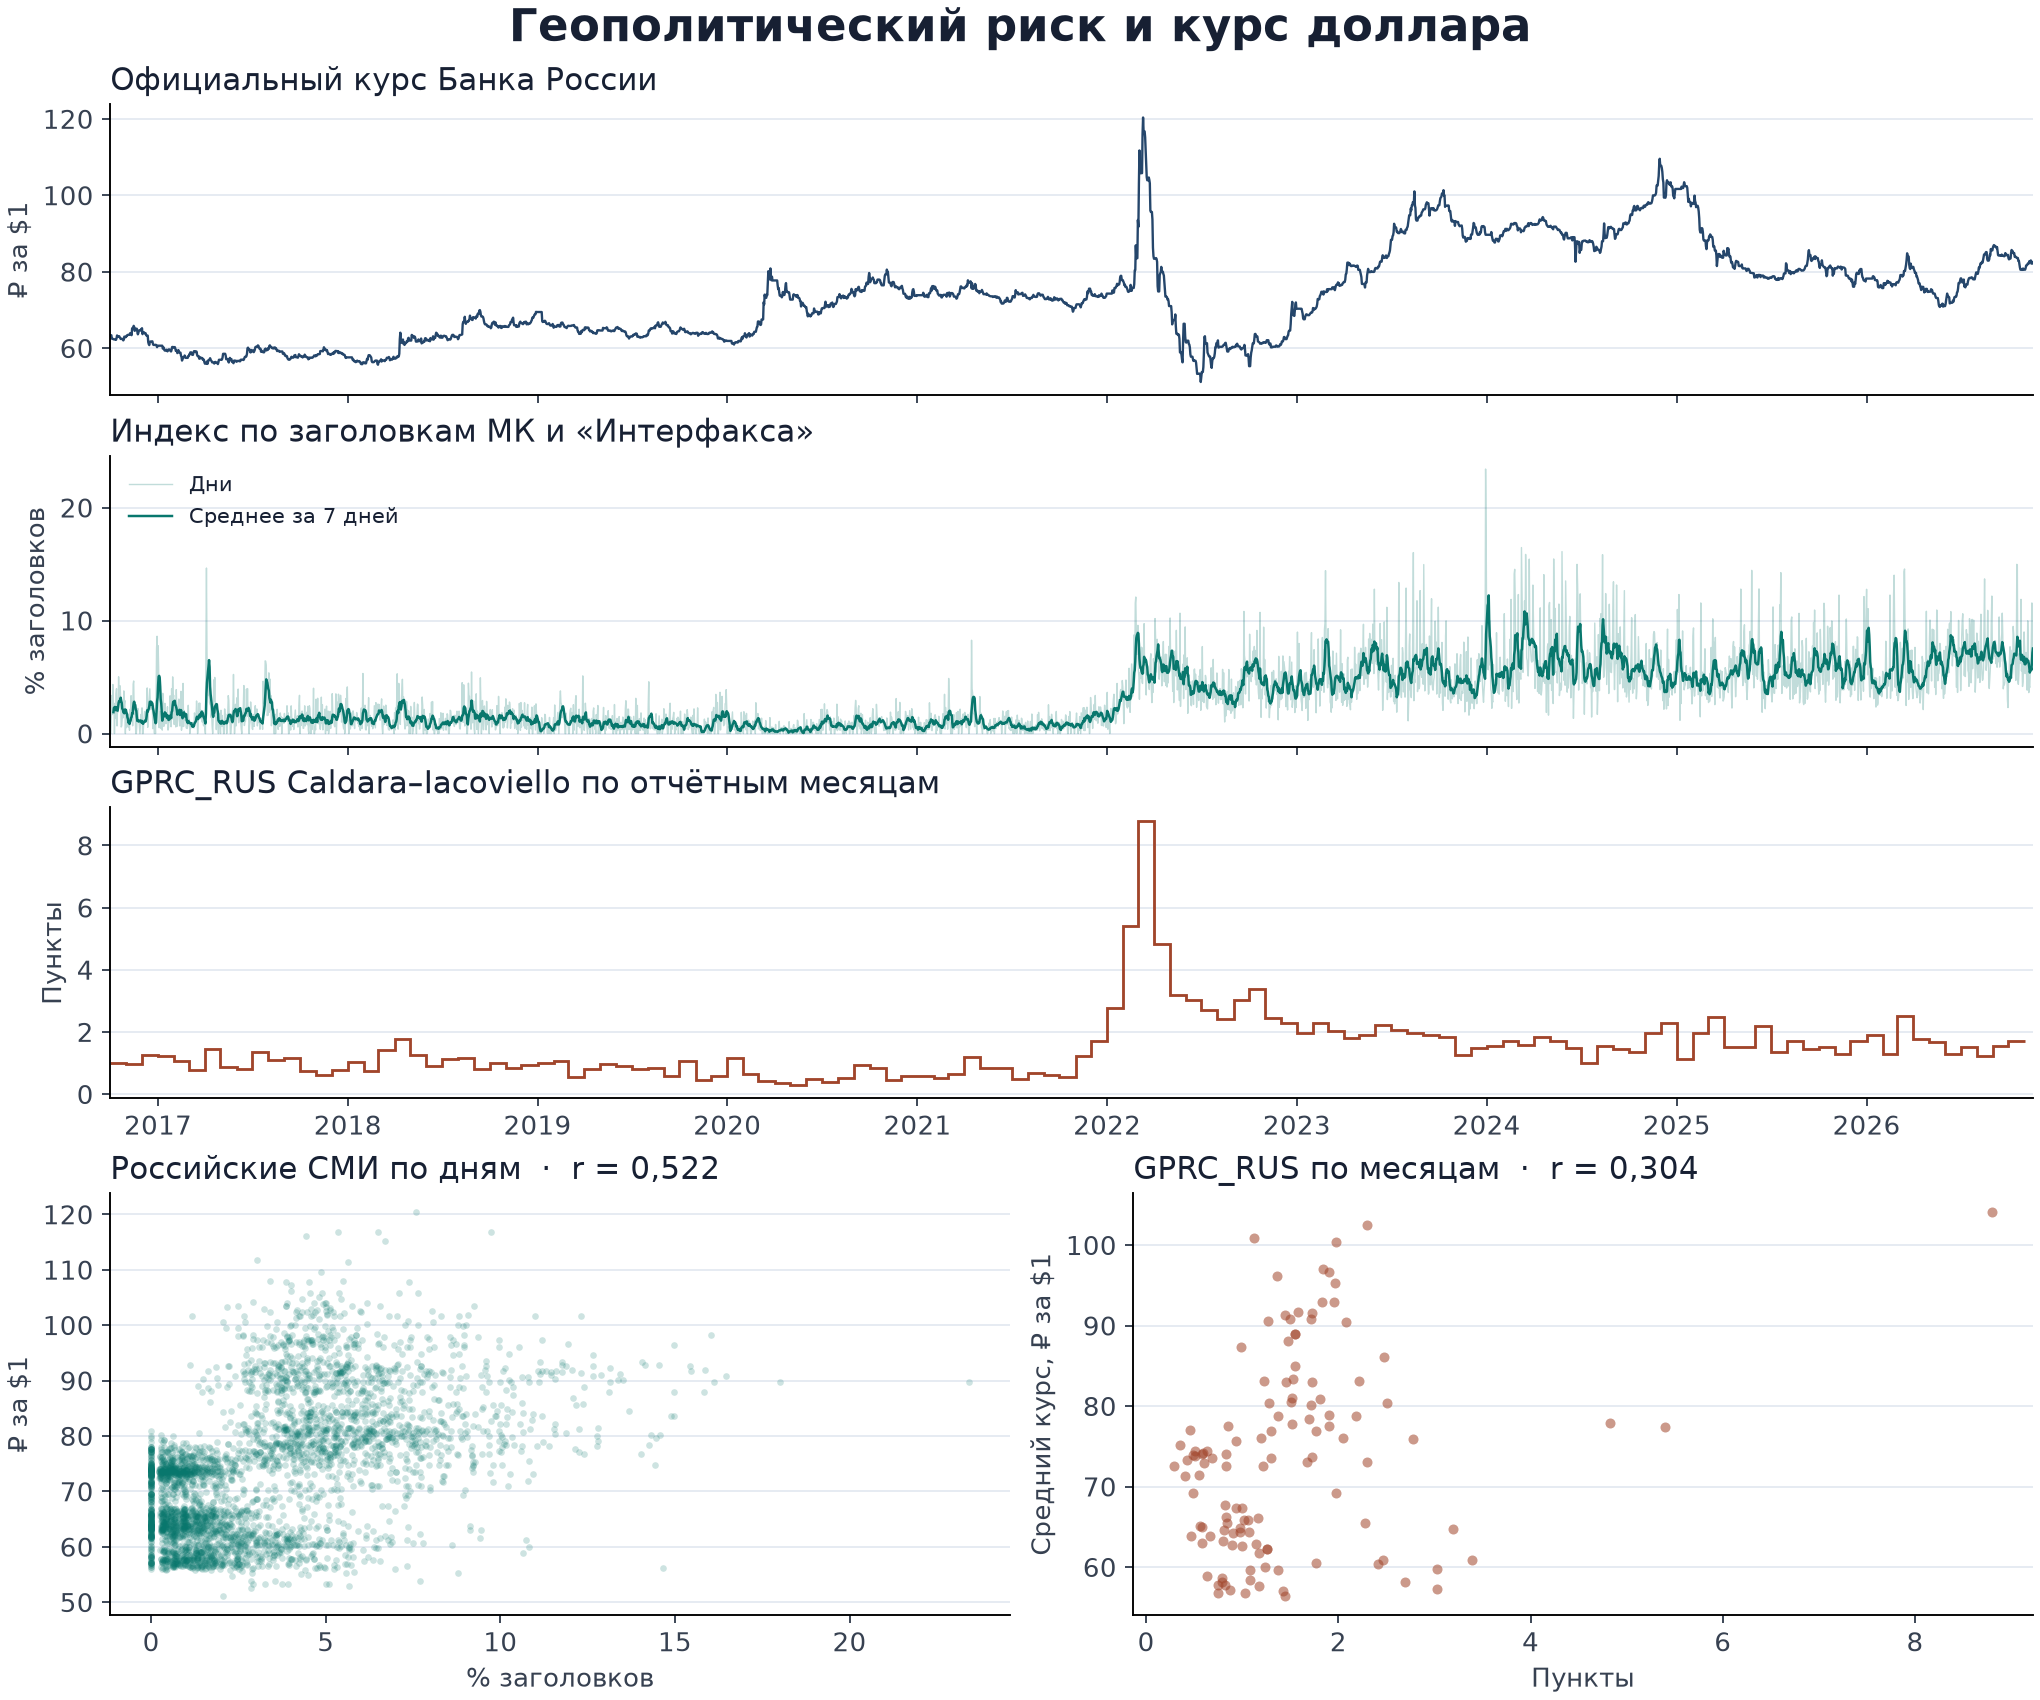 Геополитический риск и курс доллара
Официальный курс Банка России
₽ за $1
120
100
80
60
Индекс по заголовкам МК и «Интерфакса»
% заголовков
Дни
Среднее за 7 дней
20
10
0
GPRC_RUS Caldara–Iacoviello по отчётным месяцам
Пункты
8
6
4
2
0
2017 2018 2019 2020 2021 2022 2023 2024 2025 2026
Российские СМИ по дням · r = 0,522
₽ за $1
120
110
100
90
80
70
60
50
0 5 10 15 20
% заголовков
GPRC_RUS по месяцам · r = 0,304
Средний курс, ₽ за $1
100
90
80
70
60
0 2 4 6 8
Пункты